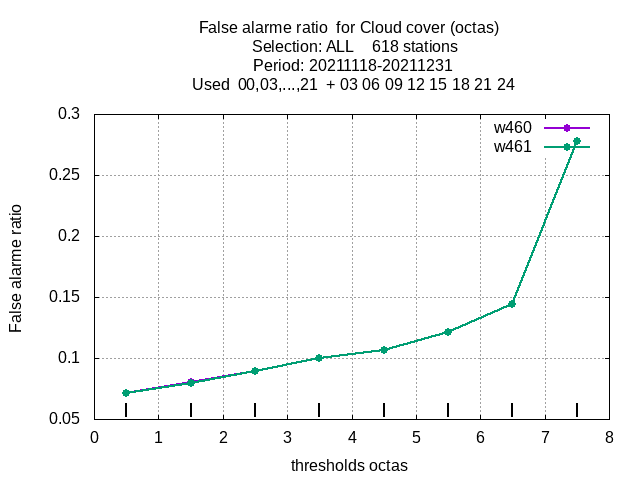 False alarme ratio  for Cloud cover (octas)
Selection: ALL    618 stations
Period: 20211118-20211231
Used  00,03,...,21  + 03 06 09 12 15 18 21 24
w460
w461
0.3
0.25
0.2
0.15
0.1
0.05
False alarme ratio
0 1 2 3 4 5 6 7 8
thresholds octas